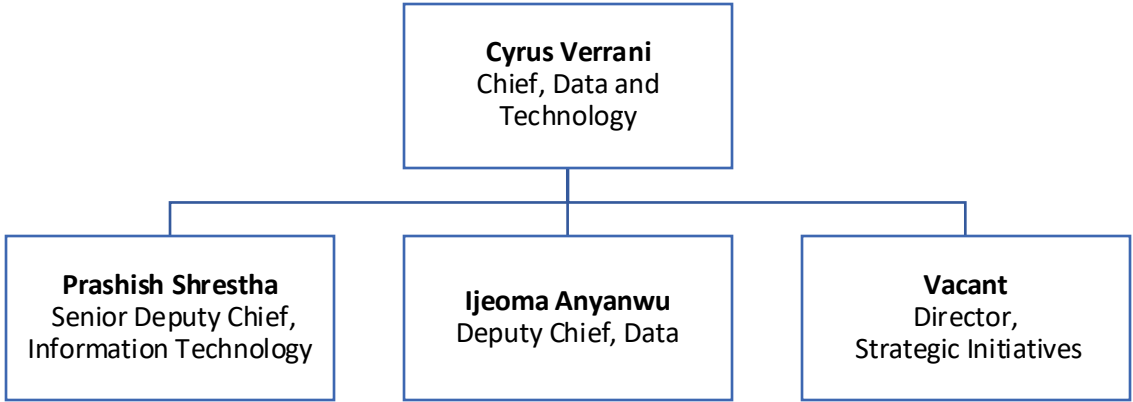 Cyrus Verrani
Chief, Data and
Technology
Prashish Shrestha
Senior Deputy Chief,
Information Technology
Ijeoma Anyanwu
Deputy Chief, Data
Vacant
Director,
Strategic Initiatives